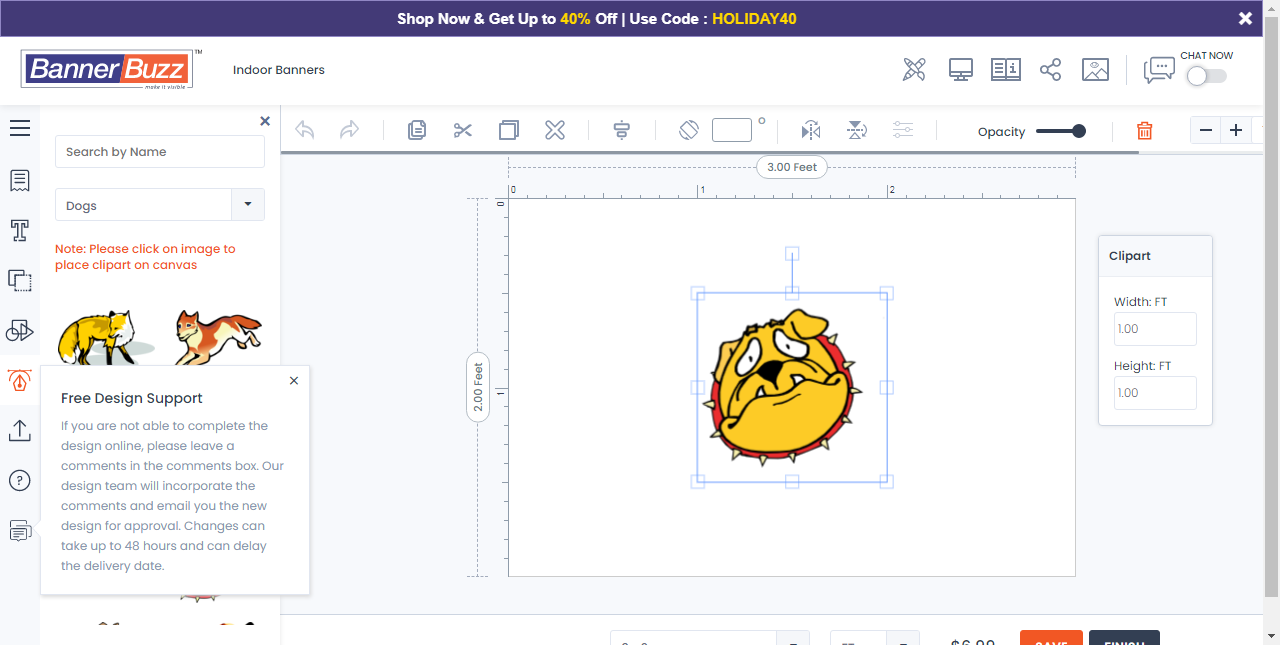 Shop Now & Get Up to 40% Off | Use Code : HOLIDAY40
BannerBuzz
TM
make it visible
Indoor Banners
CHAT NOW
Search by Name
Dogs
Note: Please click on image to
place clipart on canvas
Opacity
3.00 Feet
0
1
2
0
1
2.00 Feet
Clipart
Width: FT
1.00
Height: FT
1.00
Free Design Support
If you are not able to complete the
design online, please leave a
comments in the comments box. Our
design team will incorporate the
comments and email you the new
design for approval. Changes can
take up to 48 hours and can delay
the delivery date.
$6.99
SAVE
FINISH